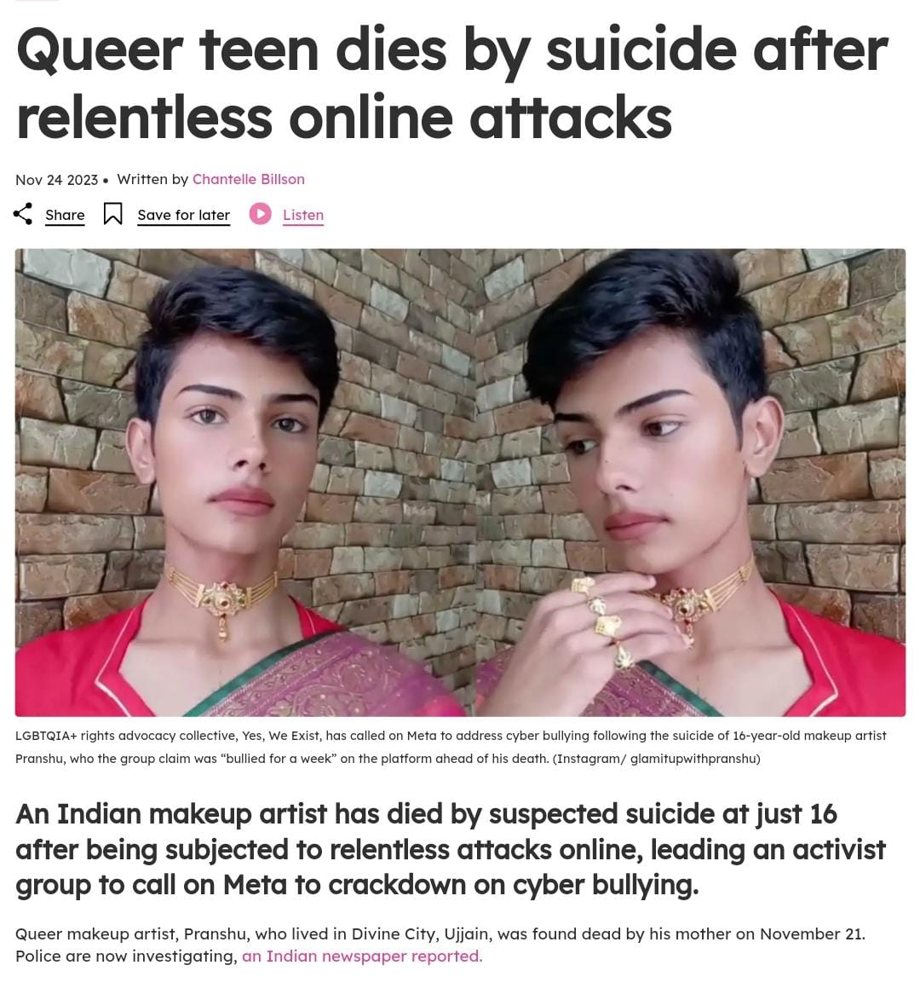 Queer teen dies by suicide after
relentless online attacks
Nov 24 2023 • Written by Chantelle Billson
Share Save for later Listen
LGBTQIA+ rights advocacy collective, Yes, We Exist, has called on Meta to address cyber bullying following the suicide of 16-year-old makeup artist
Pranshu, who the group claim was “bullied for a week” on the platform ahead of his death. (Instagram/ glamitupwithpranshu)
An Indian makeup artist has died by suspected suicide at just 16
after being subjected to relentless attacks online, leading an activist
group to call on Meta to crackdown on cyber bullying.
Queer makeup artist, Pranshu, who lived in Divine City, Ujjain, was found dead by his mother on November 21.
Police are now investigating, an Indian newspaper reported.